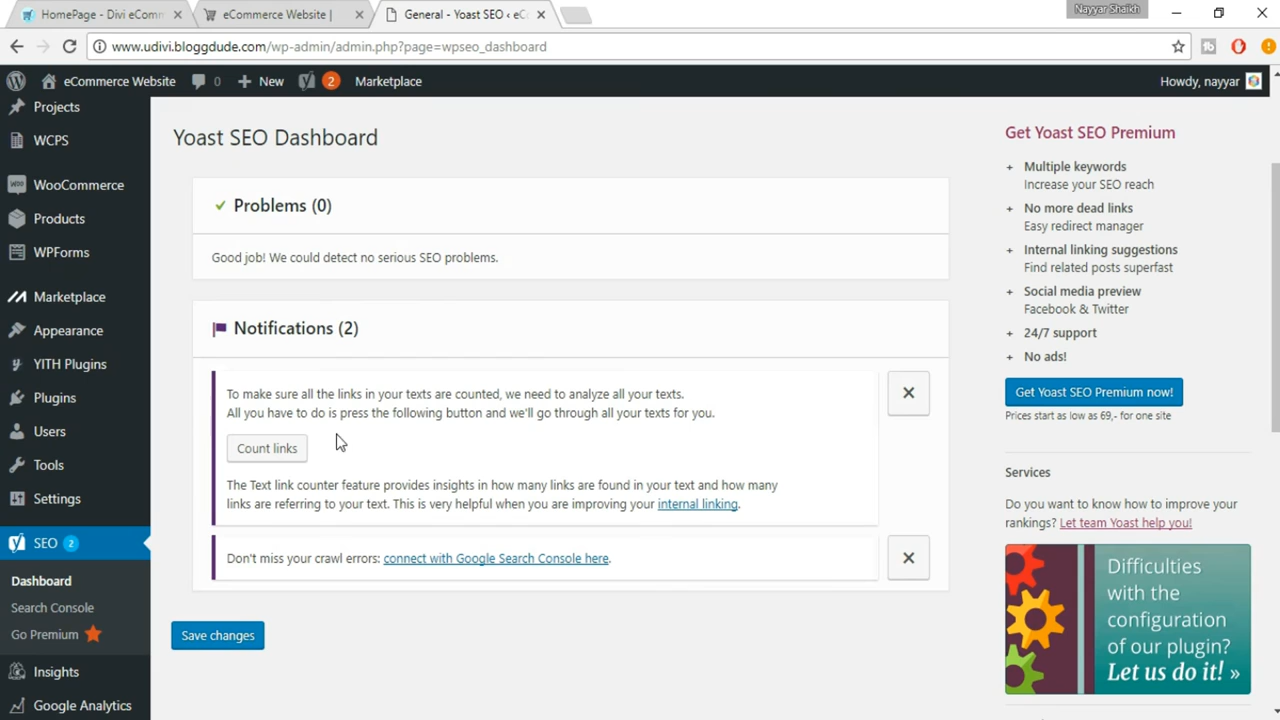 HomePage - Divi eComm
eCommerce Website |
General - Yoast SEO ‹ eC
Nayyar Shaikh
www.udivi.bloggdude.com/wp-admin/admin.php?page=wpseo_dashboard
eCommerce Website
0
New
2
Marketplace
Howdy, nayyar
Projects
WCPS
WooCommerce
Products
WPForms
Marketplace
Appearance
YITH Plugins
Plugins
Users
Tools
Settings
SEO 2
Dashboard
Search Console
Go Premium
Insights
Google Analytics
Yoast SEO Dashboard
Problems (0)
Good job! We could detect no serious SEO problems.
Notifications (2)
To make sure all the links in your texts are counted, we need to analyze all your texts.
All you have to do is press the following button and we'll go through all your texts for you.
Count links
The Text link counter feature provides insights in how many links are found in your text and how many
links are referring to your text. This is very helpful when you are improving your internal linking.
Don't miss your crawl errors: connect with Google Search Console here.
Save changes
Get Yoast SEO Premium
+ Multiple keywords
Increase your SEO reach
+ No more dead links
Easy redirect manager
+ Internal linking suggestions
Find related posts superfast
+ Social media preview
Facebook & Twitter
+ 24/7 support
+ No ads!
Get Yoast SEO Premium now!
Prices start as low as 69,- for one site
Services
Do you want to know how to improve your
rankings? Let team Yoast help you!
Difficulties
with the
configuration
of our plugin?
Let us do it! »